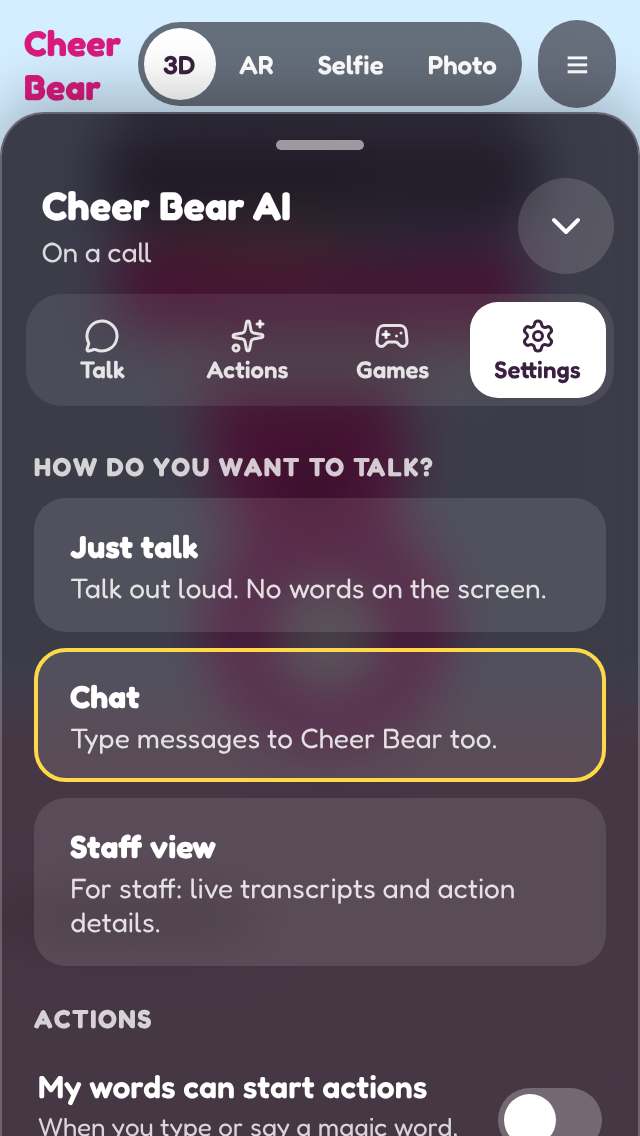 Cheer
Bear
3D
AR
Selfie
Photo
Cheer Bear AI
On a call
Talk
Actions
Games
Settings
HOW DO YOU WANT TO TALK?
Just talk
Talk out loud. No words on the screen.
Chat
Type messages to Cheer Bear too.
Staff view
For staff: live transcripts and action
details.
ACTIONS
My words can start actions
When you type or say a magic word,